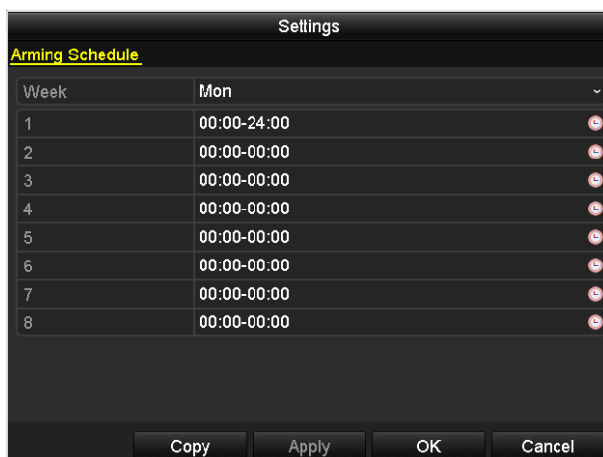 Settings
Arming Schedule
Week Mon
1 00:00-24:00
2 00:00-00:00
3 00:00-00:00
4 00:00-00:00
5 00:00-00:00
6 00:00-00:00
7 00:00-00:00
8 00:00-00:00
Copy Apply OK Cancel